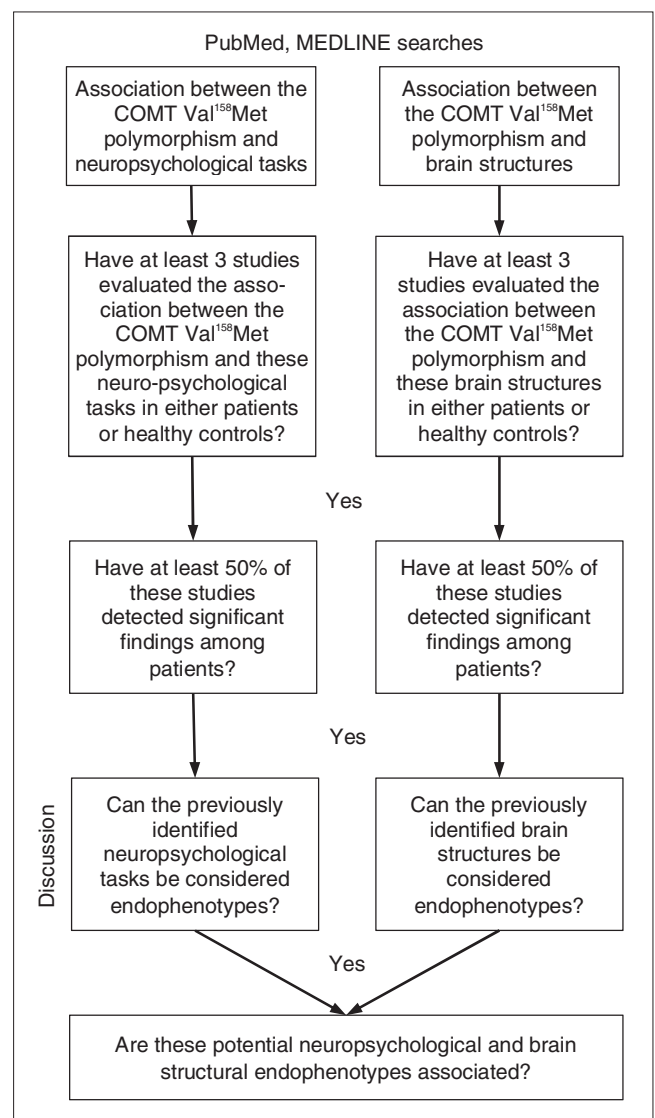 PubMed, MEDLINE searches
Association between the
COMT Val¹⁵⁸Met
polymorphism and
neuropsychological tasks
Association between
the COMT Val¹⁵⁸Met
polymorphism and
brain structures
Have at least 3 studies
evaluated the asso-
ciation between the
COMT Val¹⁵⁸Met
polymorphism and these
neuro-psychological
tasks in either patients
or healthy controls?
Have at least 3
studies evaluated the
association between
the COMT Val¹⁵⁸Met
polymorphism and
these brain structures
in either patients or
healthy controls?
Yes
Have at least 50% of
these studies
detected significant
findings among
patients?
Have at least 50% of
these studies
detected significant
findings among
patients?
Yes
Discussion
Can the previously
identified
neuropsychological
tasks be considered
endophenotypes?
Can the previously
identified brain
structures be
considered
endophenotypes?
Yes
Are these potential neuropsychological and brain
structural endophenotypes associated?